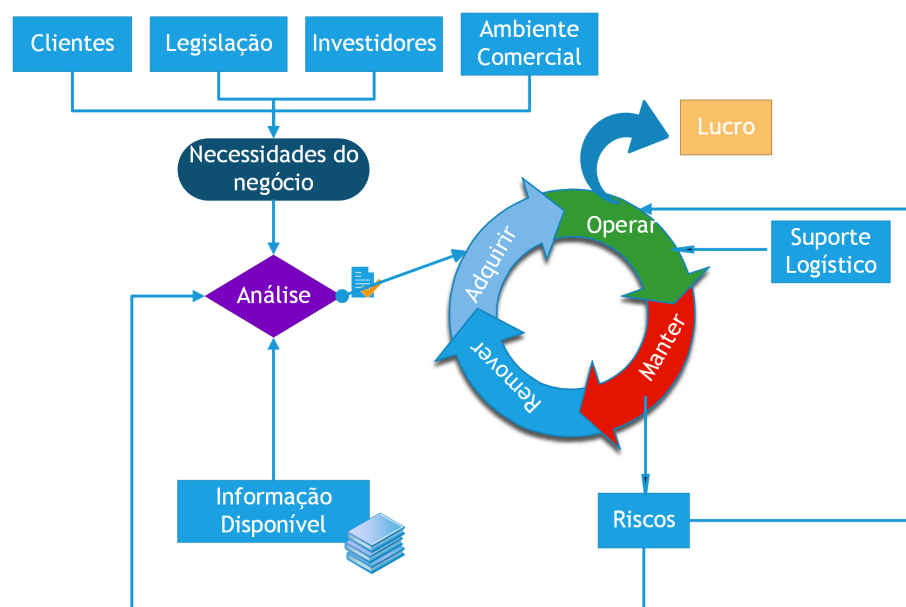 Clientes
Legislação
Investidores
Ambiente
Comercial
Lucro
Necessidades do
negócio
Operar
Suporte
Logístico
Adquirir
Análise
Manter
Remover
Informação
Disponível
Riscos